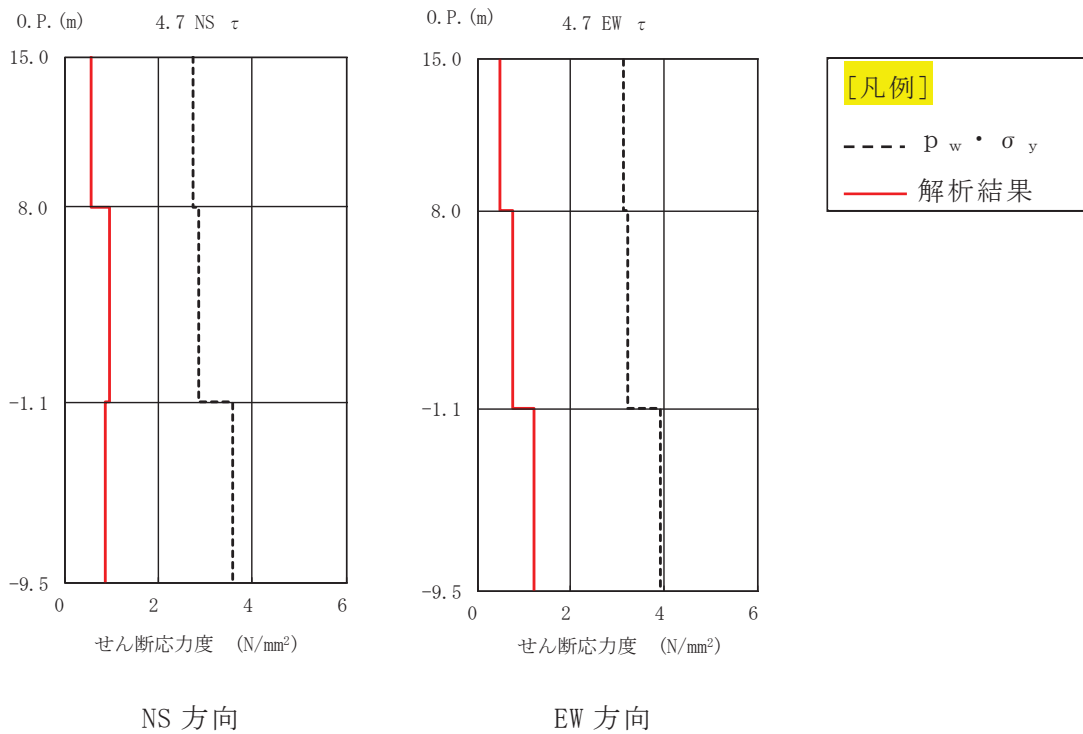 O.P.(m)
4.7 NS τ
15.0
8.0
-1.1
-9.5
0 2 4 6
せん断応力度 (N/mm²)
NS 方向
O.P.(m)
4.7 EW τ
15.0
8.0
-1.1
-9.5
0 2 4 6
せん断応力度 (N/mm²)
EW 方向
[凡例]
pw・σy
解析結果